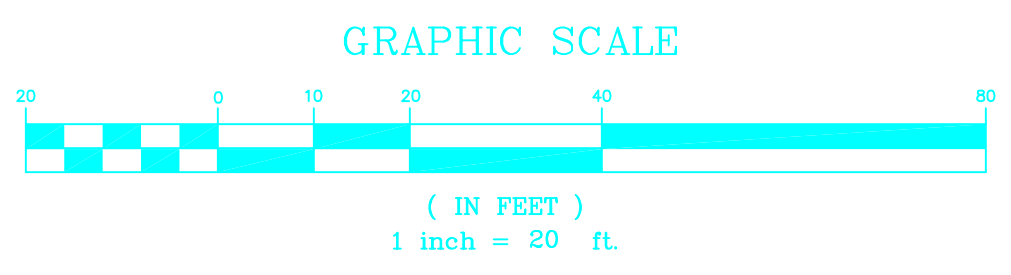 GRAPHIC SCALE
20 0 10 20 40 80
( IN FEET )
1 inch = 20 ft.